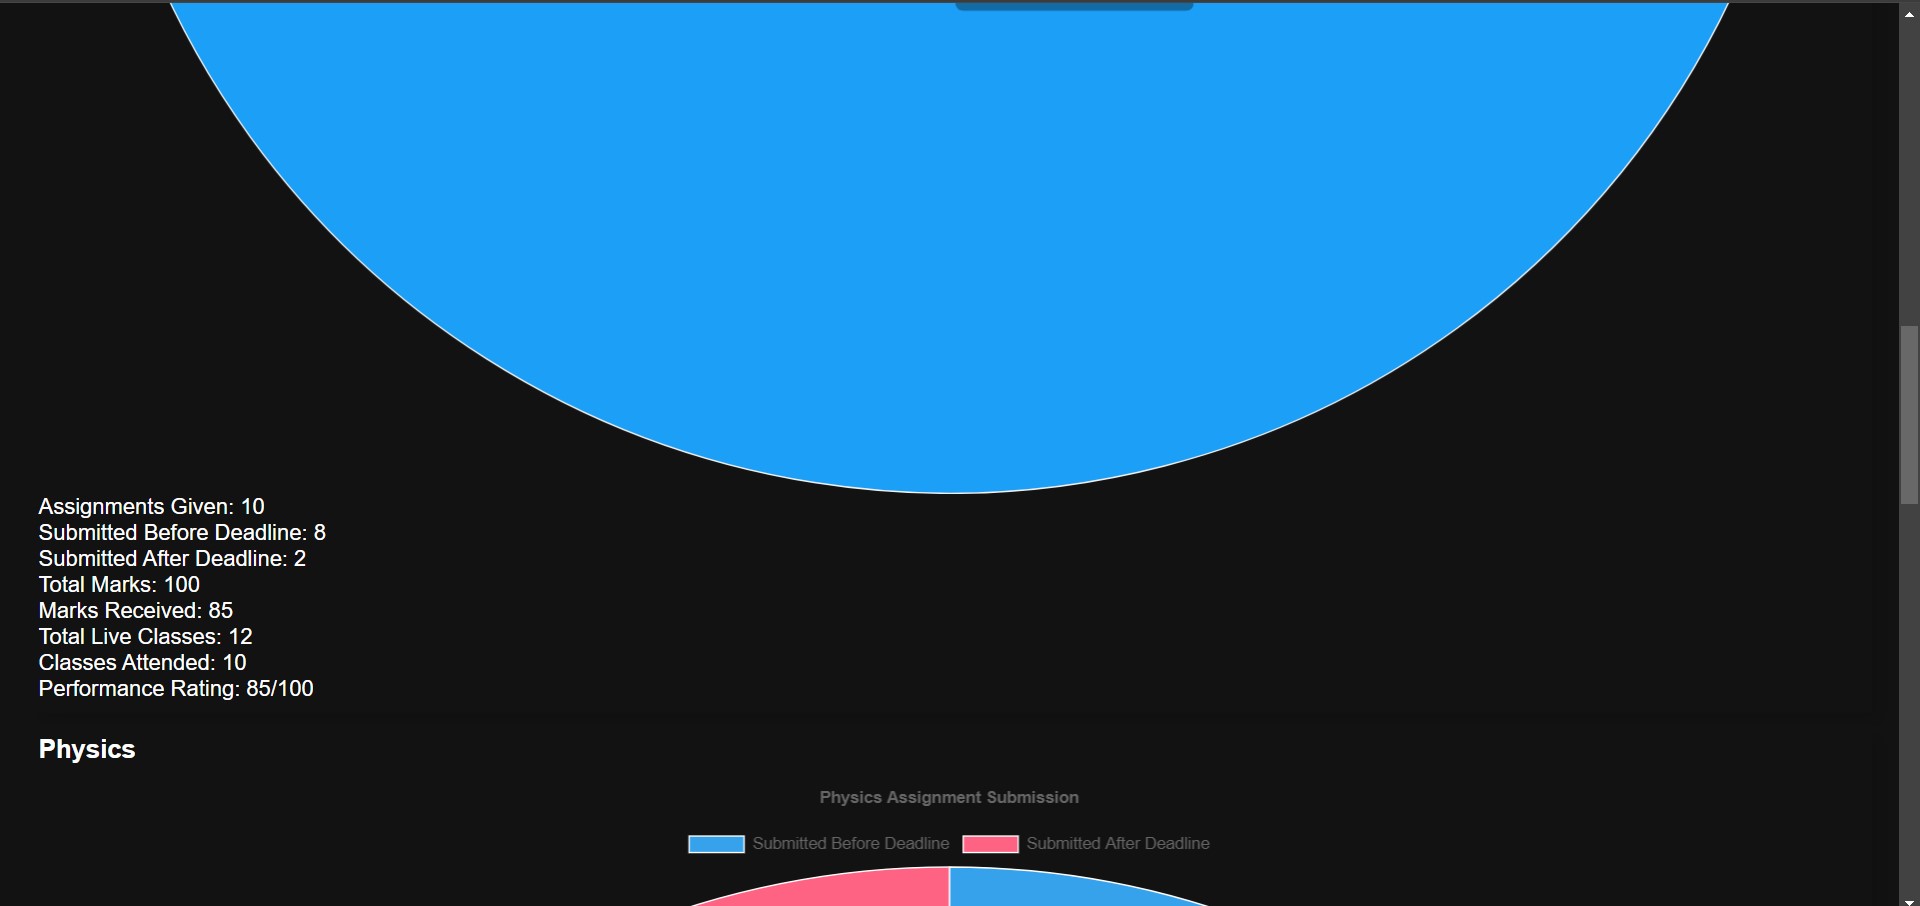 Assignments Given: 10
Submitted Before Deadline: 8
Submitted After Deadline: 2
Total Marks: 100
Marks Received: 85
Total Live Classes: 12
Classes Attended: 10
Performance Rating: 85/100
Physics
Physics Assignment Submission
Submitted Before Deadline Submitted After Deadline